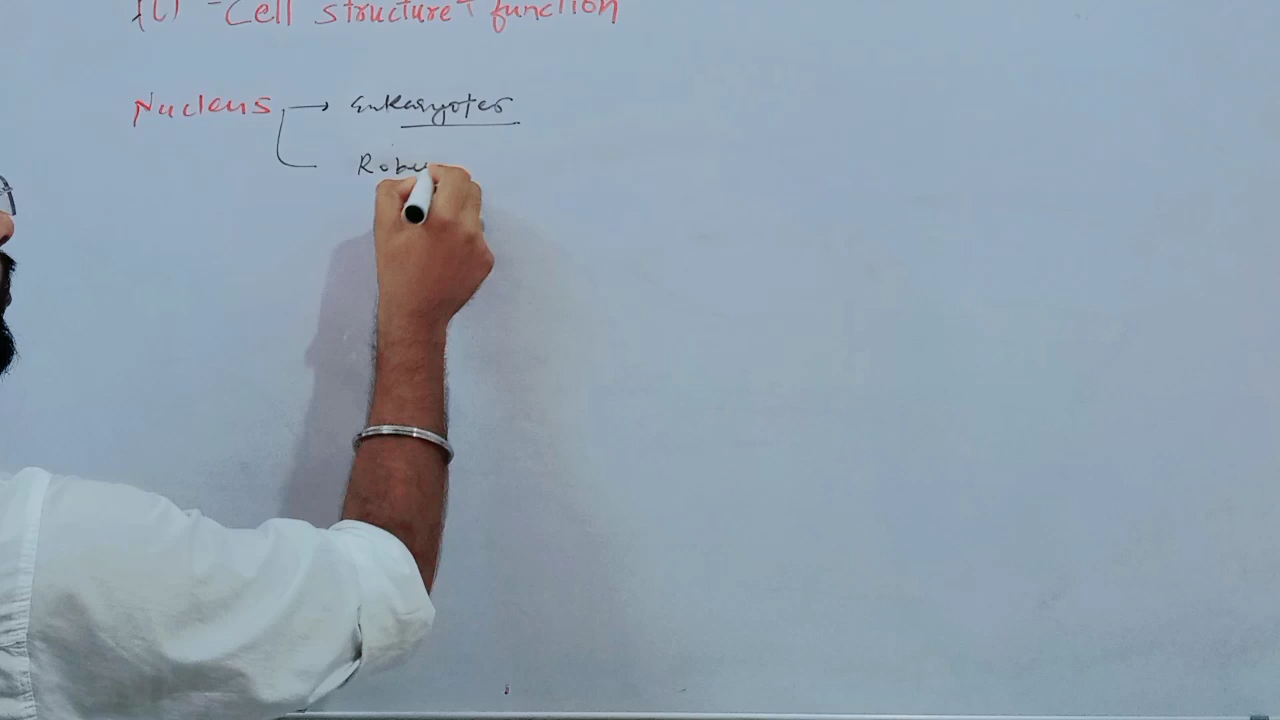 Cell structure + function
Nucleus → Eukaryotes
Robe